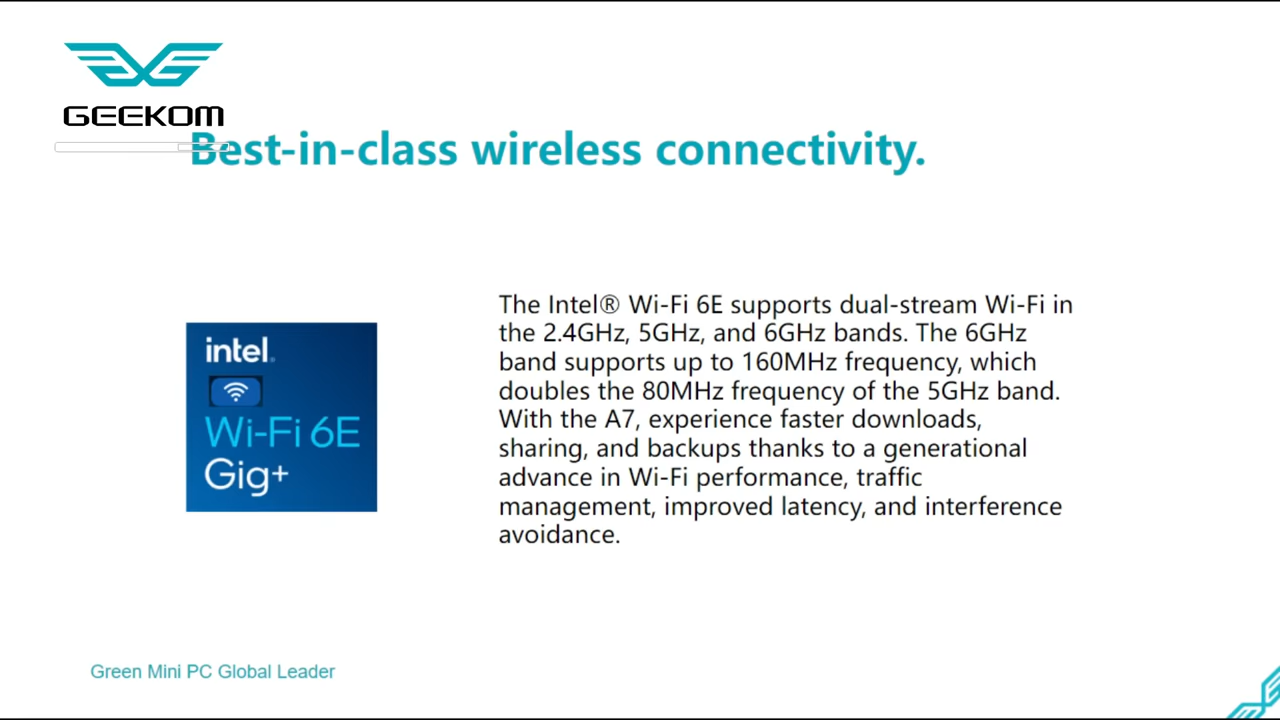 GEEKOM
Best-in-class wireless connectivity.
intel.
Wi-Fi 6E
Gig+
The Intel® Wi-Fi 6E supports dual-stream Wi-Fi in
the 2.4GHz, 5GHz, and 6GHz bands. The 6GHz
band supports up to 160MHz frequency, which
doubles the 80MHz frequency of the 5GHz band.
With the A7, experience faster downloads,
sharing, and backups thanks to a generational
advance in Wi-Fi performance, traffic
management, improved latency, and interference
avoidance.
Green Mini PC Global Leader